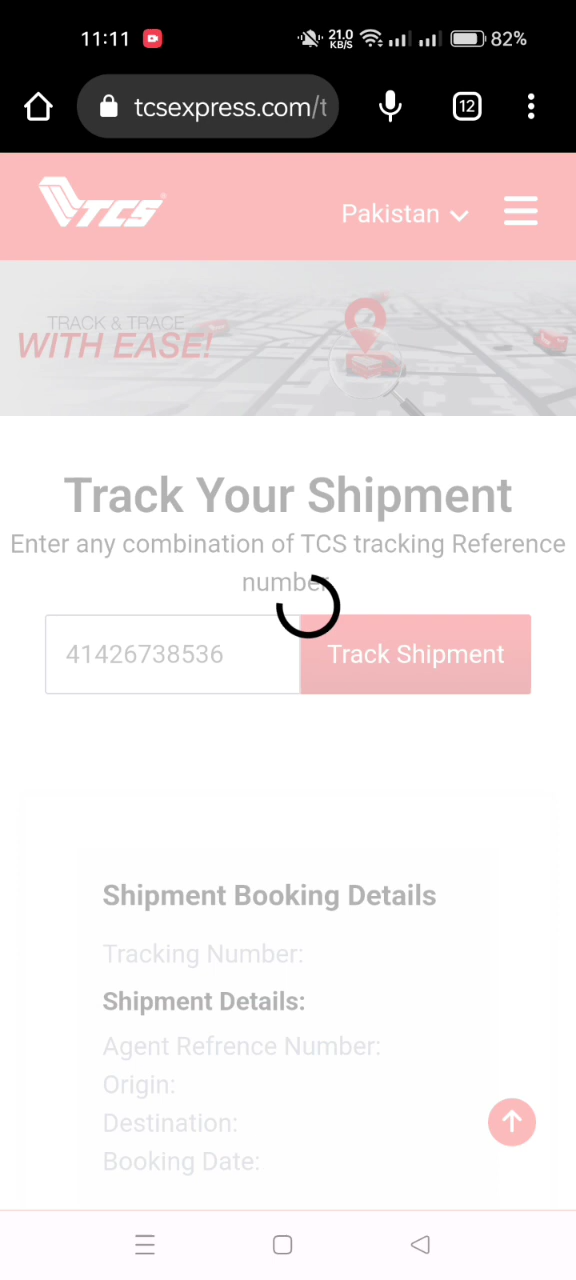 11:11 21.0 KB/S 82%
tcsexpress.com/t 12
TCS Pakistan
TRACK & TRACE
WITH EASE!
Track Your Shipment
Enter any combination of TCS tracking Reference
number.
41426738536 Track Shipment
Shipment Booking Details
Tracking Number:
Shipment Details:
Agent Refrence Number:
Origin:
Destination:
Booking Date: